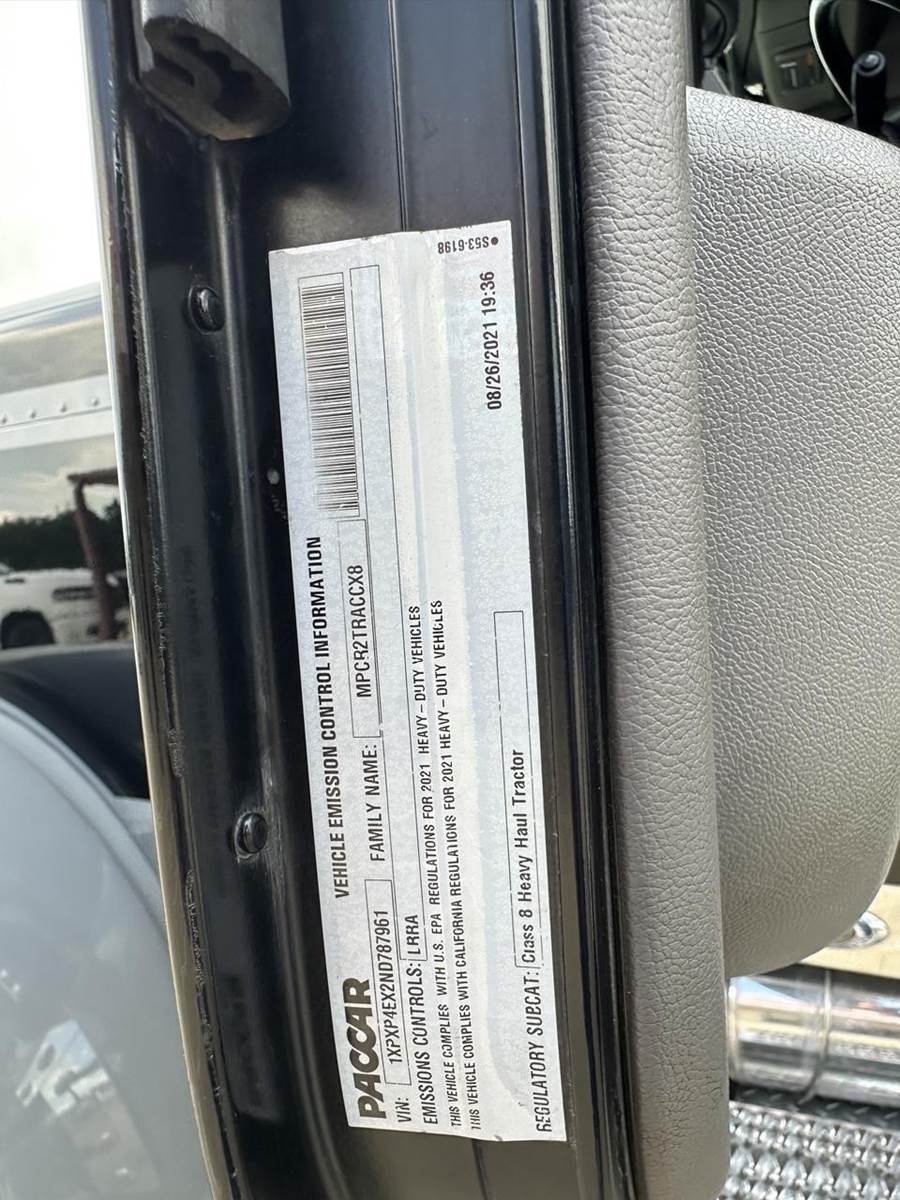 PACCAR
VEHICLE EMISSION CONTROL INFORMATION
VIN: 1XPXP4EX2ND787961 FAMILY NAME: MPCR2TRACCX8
EMISSIONS CONTROLS: LRRA
THIS VEHICLE COMPLIES WITH U.S. EPA REGULATIONS FOR 2021 HEAVY – DUTY VEHICLES
THIS VEHICLE COMPLIES WITH CALIFORNIA REGULATIONS FOR 2021 HEAVY – DUTY VEHICLES
REGULATORY SUBCAT: Class 8 Heavy Haul Tractor
08/26/2021 19:36
●S53-6198